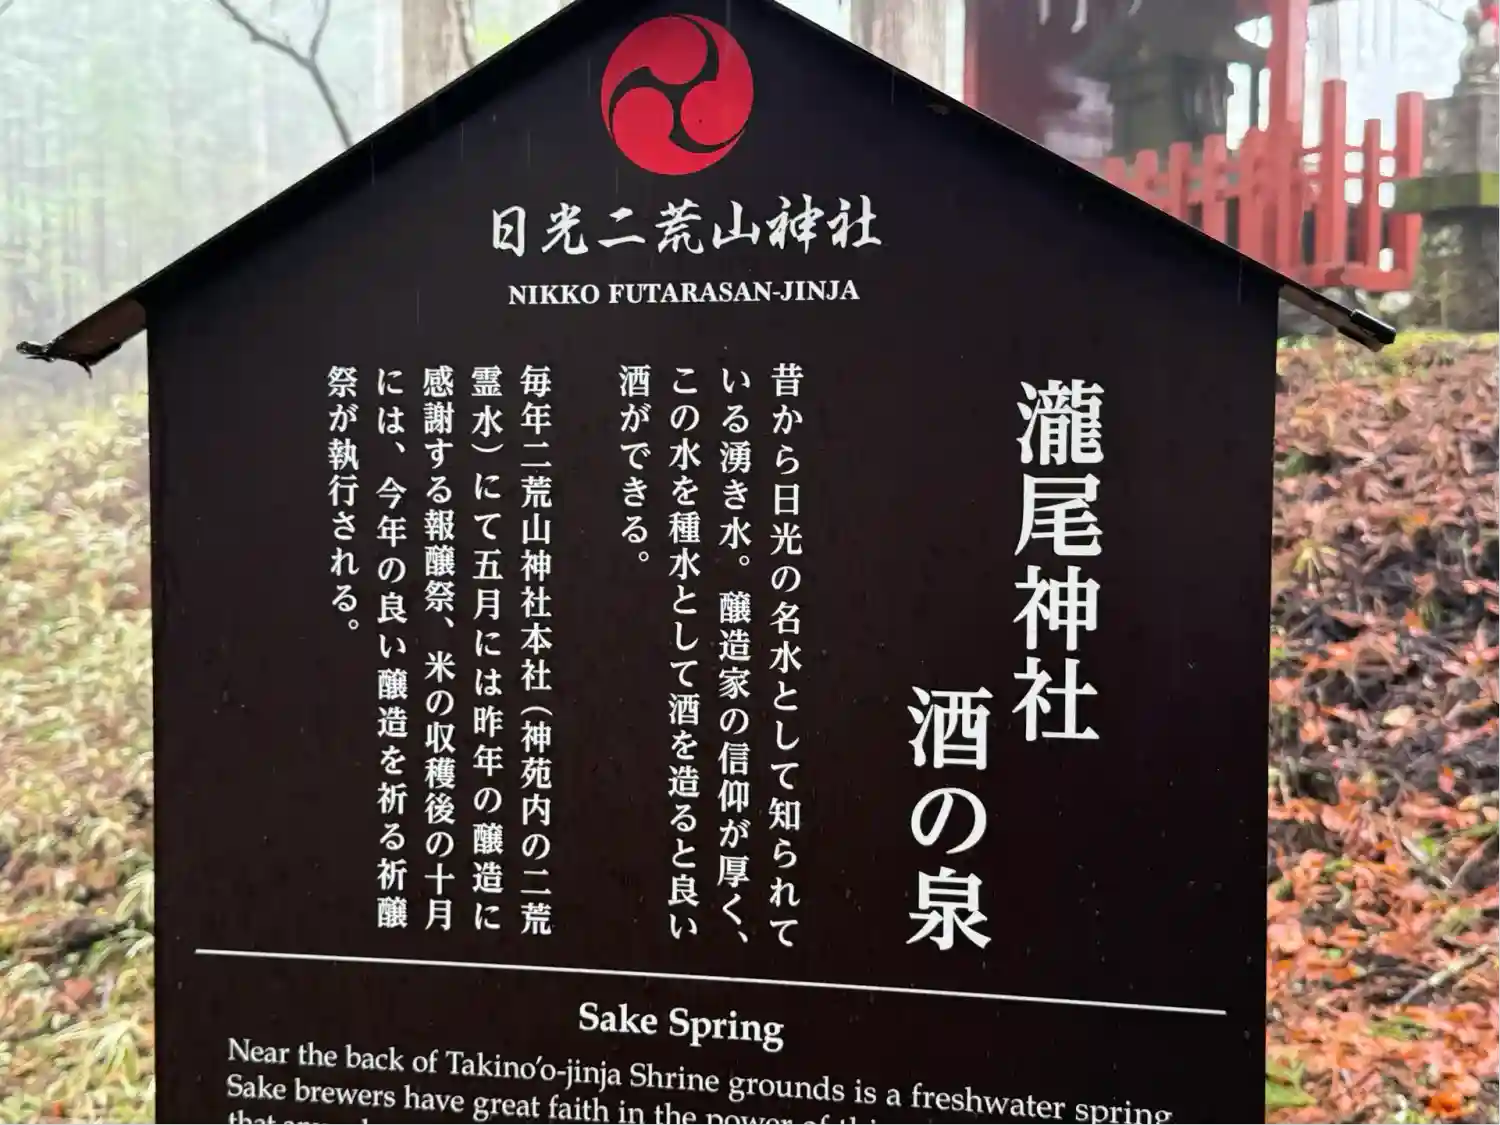 日光二荒山神社
NIKKO FUTARASAN-JINJA
瀧尾神社
酒の泉
昔から日光の名水として知られて
いる湧き水。醸造家の信仰が厚く、
この水を種水として酒を造ると良い
酒ができる。
毎年二荒山神社本社（神苑内の二荒
霊水）にて五月には昨年の醸造に
感謝する報醸祭、米の収穫後の十月
には、今年の良い醸造を祈る祈醸
祭が執行される。
Sake Spring
Near the back of Takino’o-jinja Shrine grounds is a freshwater spring
Sake brewers have great faith in the power of
that